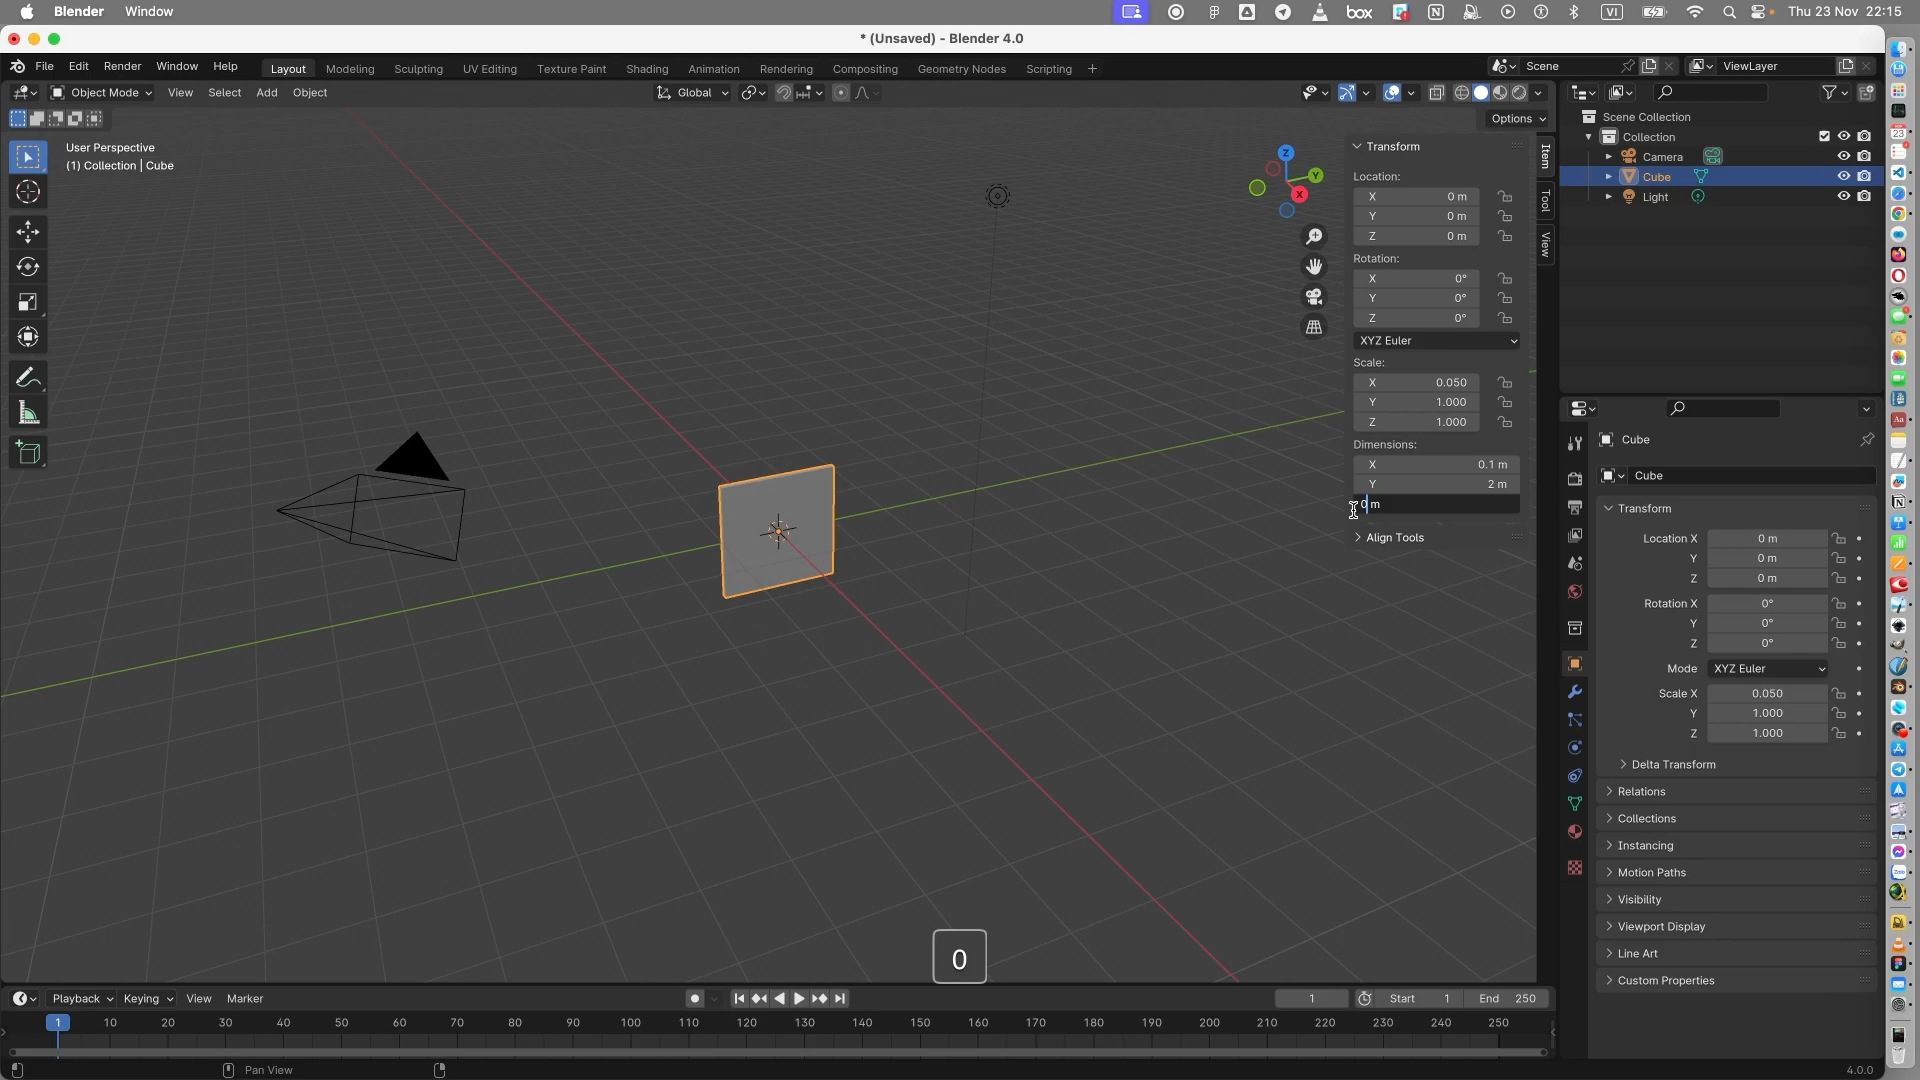 Blender Window box VI Thu 23 Nov 22:15
* (Unsaved) - Blender 4.0
File Edit Render Window Help Layout Modeling Sculpting UV Editing Texture Paint Shading Animation Rendering Compositing Geometry Nodes Scripting + Scene ViewLayer
Object Mode View Select Add Object Global
Options
User Perspective
(1) Collection | Cube
Z
Y
X
Item
Tool
View
Transform
Location:
X 0 m
Y 0 m
Z 0 m
Rotation:
X 0°
Y 0°
Z 0°
XYZ Euler
Scale:
X 0.050
Y 1.000
Z 1.000
Dimensions:
X 0.1 m
Y 2 m
0 m
Align Tools
Scene Collection
Collection
Camera
Cube
Light
Cube
Cube
Transform
Location X 0 m
Y 0 m
Z 0 m
Rotation X 0°
Y 0°
Z 0°
Mode XYZ Euler
Scale X 0.050
Y 1.000
Z 1.000
Delta Transform
Relations
Collections
Instancing
Motion Paths
Visibility
Viewport Display
Line Art
Custom Properties
0
Playback Keying View Marker 1 Start 1 End 250
1 10 20 30 40 50 60 70 80 90 100 110 120 130 140 150 160 170 180 190 200 210 220 230 240 250
Pan View 4.0.0